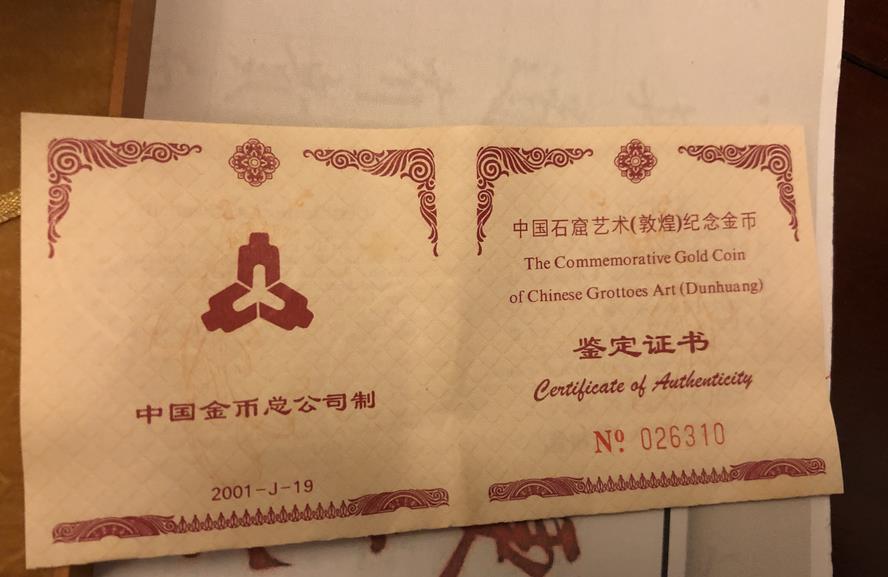 中国金币总公司制
2001-J-19
中国石窟艺术(敦煌)纪念金币
The Commemorative Gold Coin
of Chinese Grottoes Art (Dunhuang)
鉴定证书
Certificate of Authenticity
Nº. 026310